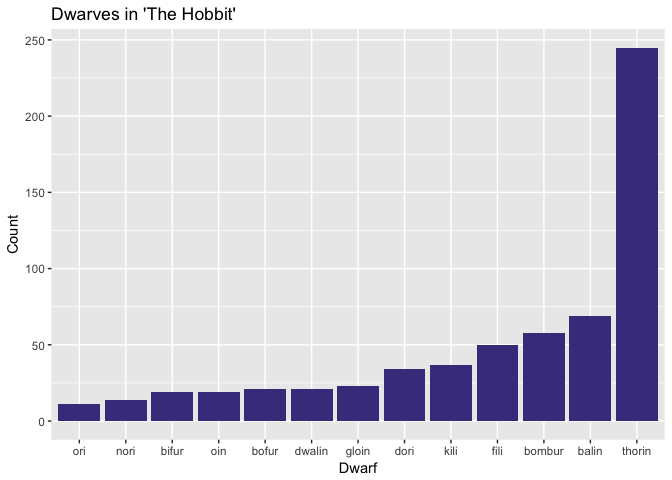 Dwarves in 'The Hobbit'
250
200
150
100
50
0
Count
ori nori bifur oin bofur dwalin gloin dori kili fili bombur balin thorin
Dwarf